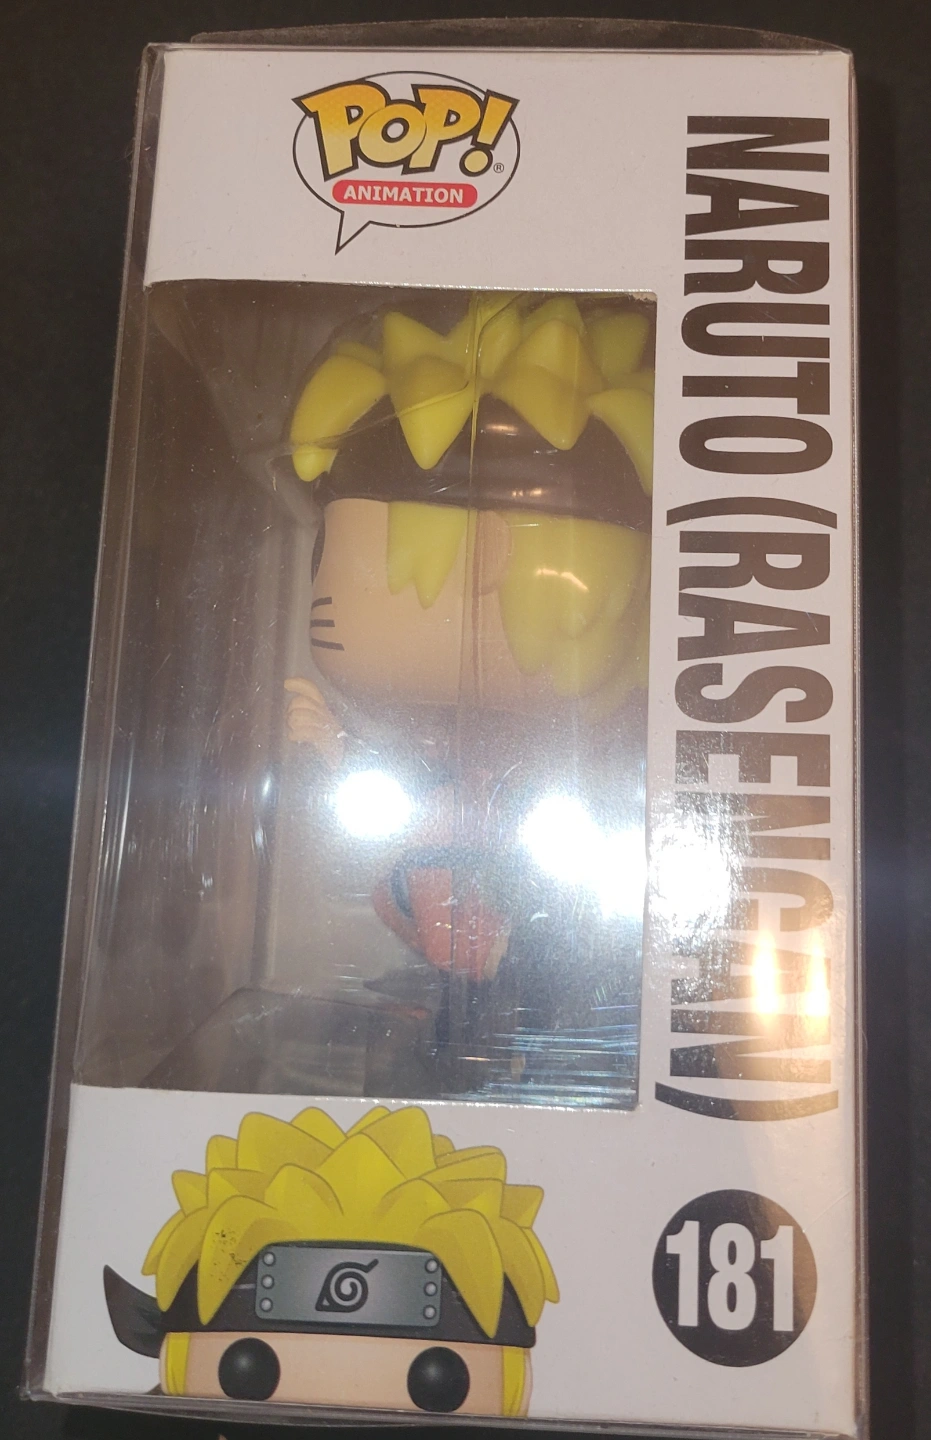 POP!®
ANIMATION
NARUTO (RASENGAN)
181